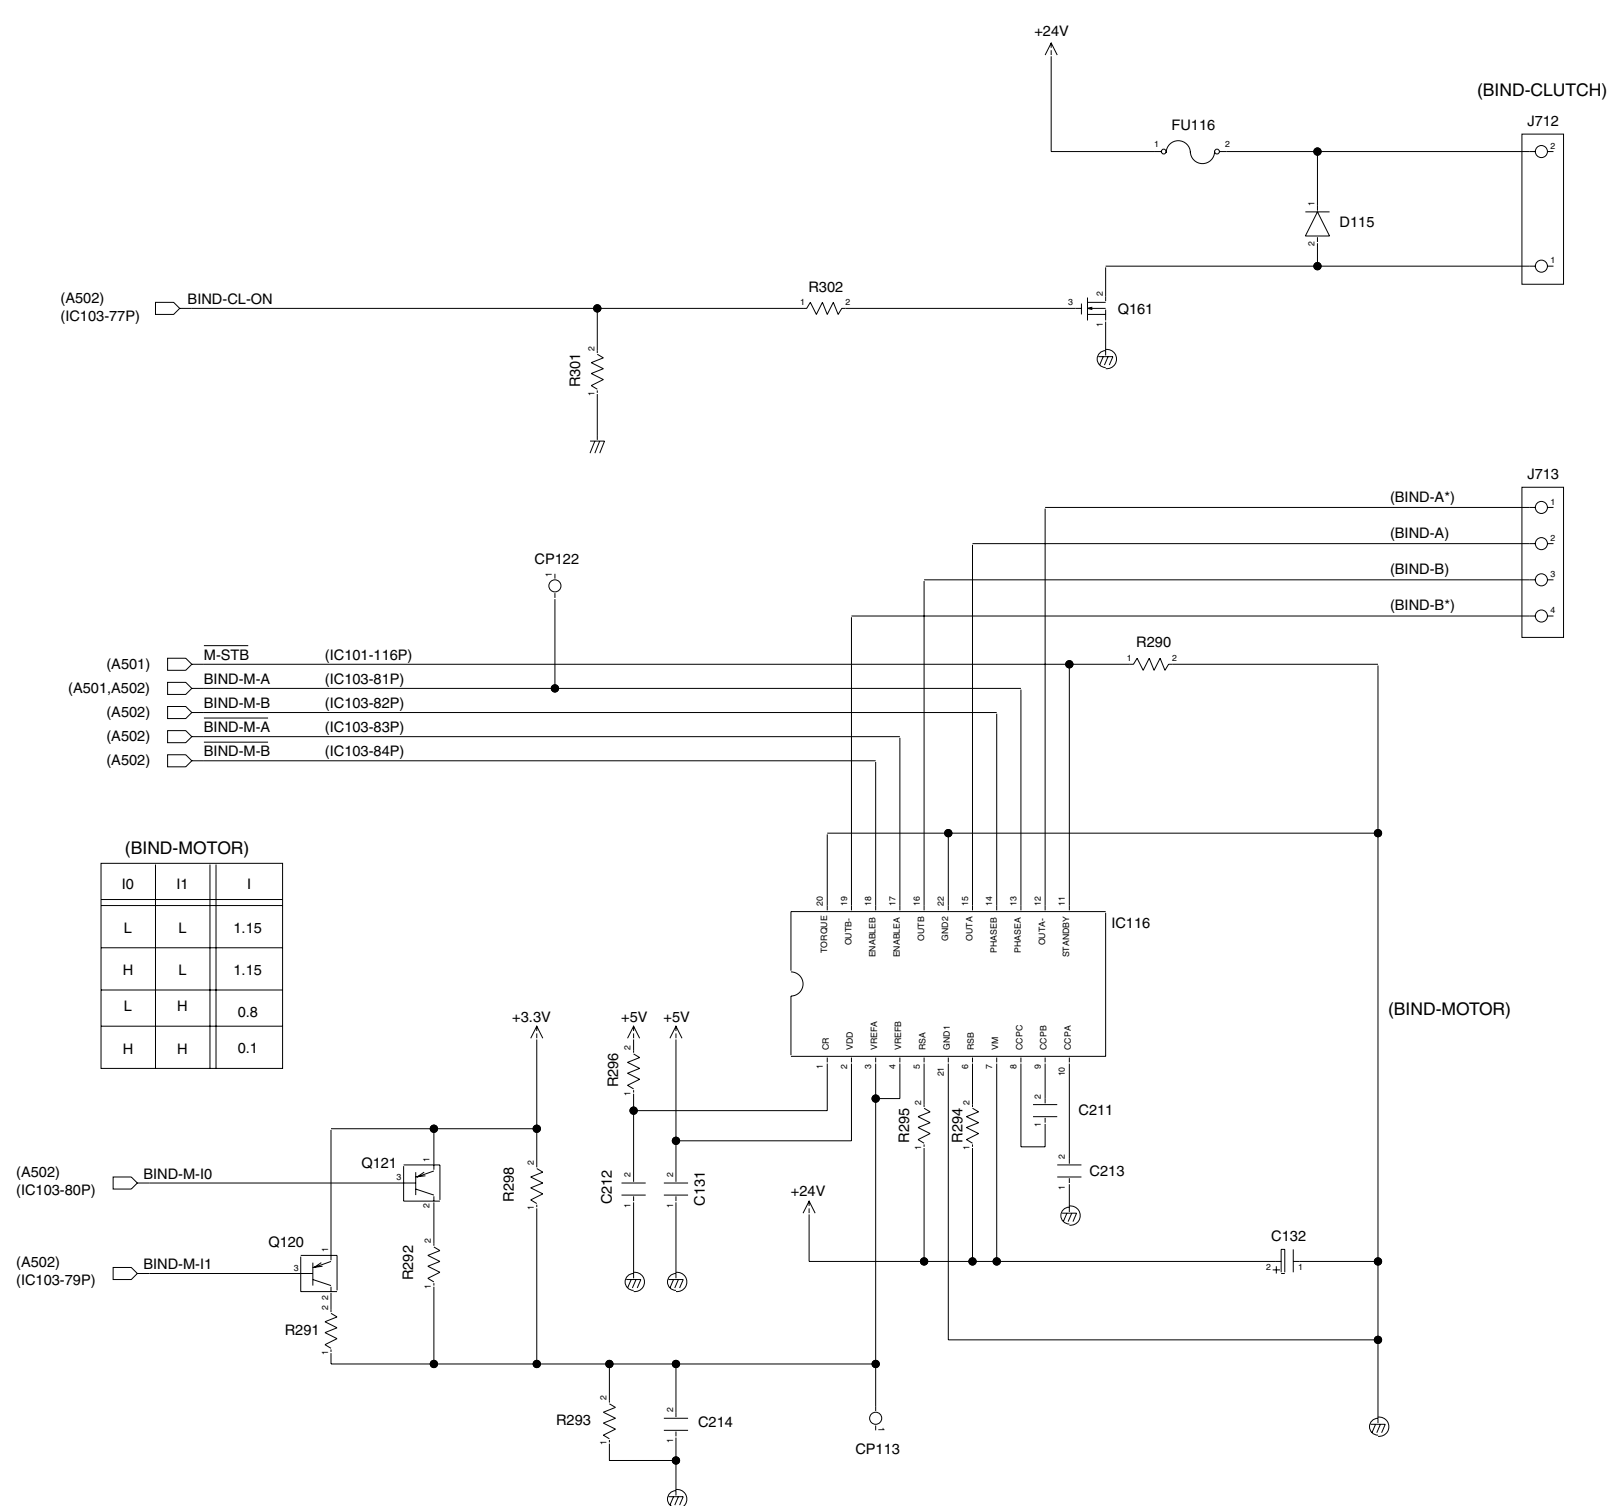 +24V
(BIND-CLUTCH)
J712
FU116
1 2
2
1
D115
2
1
(A502)
(IC103-77P)
BIND-CL-ON
R302
1 2
3
2
Q161
1
2
R301
1
J713
(BIND-A*) 1
(BIND-A) 2
(BIND-B) 3
(BIND-B*) 4
CP122
1
R290
1 2
(A501) M-STB (IC101-116P)
(A501,A502) BIND-M-A (IC103-81P)
(A502) BIND-M-B (IC103-82P)
(A502) BIND-M-A (IC103-83P)
(A502) BIND-M-B (IC103-84P)
(BIND-MOTOR)
I0 I1 I
L L 1.15
H L 1.15
L H 0.8
H H 0.1
20 19 18 17 16 22 15 14 13 12 11
TORQUE OUTB- ENABLEB ENABLEA OUTB GND2 OUTA PHASEB PHASEA OUTA- STANDBY
IC116
CR VDD VREFA VREFB RSA GND1 RSB VM CCPC CCPB CCPA
1 2 3 4 5 21 6 7 8 9 10
(BIND-MOTOR)
+3.3V
+5V
+5V
2
R296
1
2
R295
1
2
R294
1
2
C211
1
2
C213
1
(A502)
(IC103-80P)
BIND-M-I0
Q121
3
1
2
2
R298
1
2
C212
1
2
C131
1
+24V
C132
2 + 1
(A502)
(IC103-79P)
BIND-M-I1
Q120
3
1
2
2
R291
1
2
R292
1
2
R293
1
2
C214
1
1
CP113